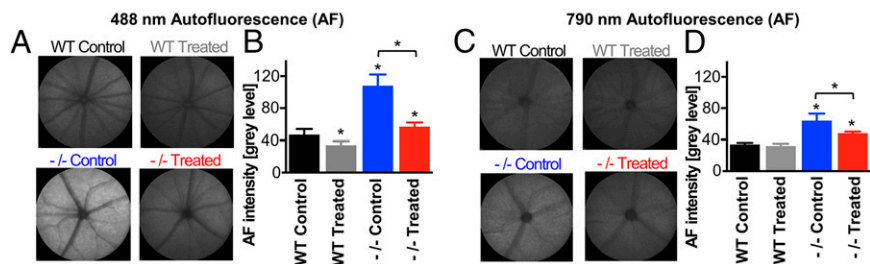 488 nm Autofluorescence (AF)
A
WT Control
WT Treated
-/- Control
-/- Treated
B
AF intensity [grey level]
120
80
40
0
*
*
*
*
WT Control
WT Treated
-/- Control
-/- Treated
790 nm Autofluorescence (AF)
C
WT Control
WT Treated
-/- Control
-/- Treated
D
AF intensity [grey level]
120
80
40
0
*
*
*
WT Control
WT Treated
-/- Control
-/- Treated